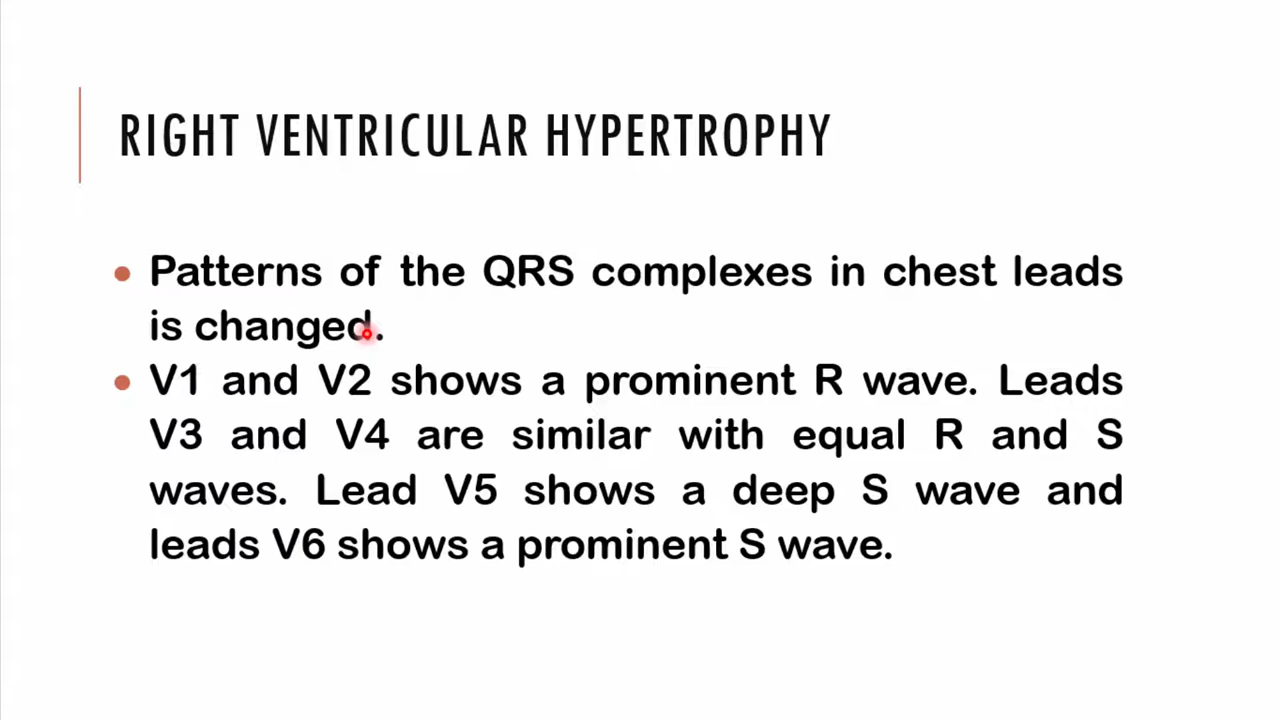 RIGHT VENTRICULAR HYPERTROPHY
Patterns of the QRS complexes in chest leads
is changed.
V1 and V2 shows a prominent R wave. Leads
V3 and V4 are similar with equal R and S
waves. Lead V5 shows a deep S wave and
leads V6 shows a prominent S wave.